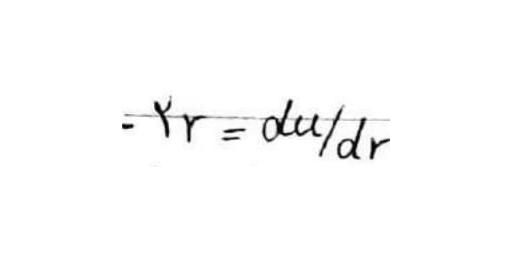 - ۲r = du/dr